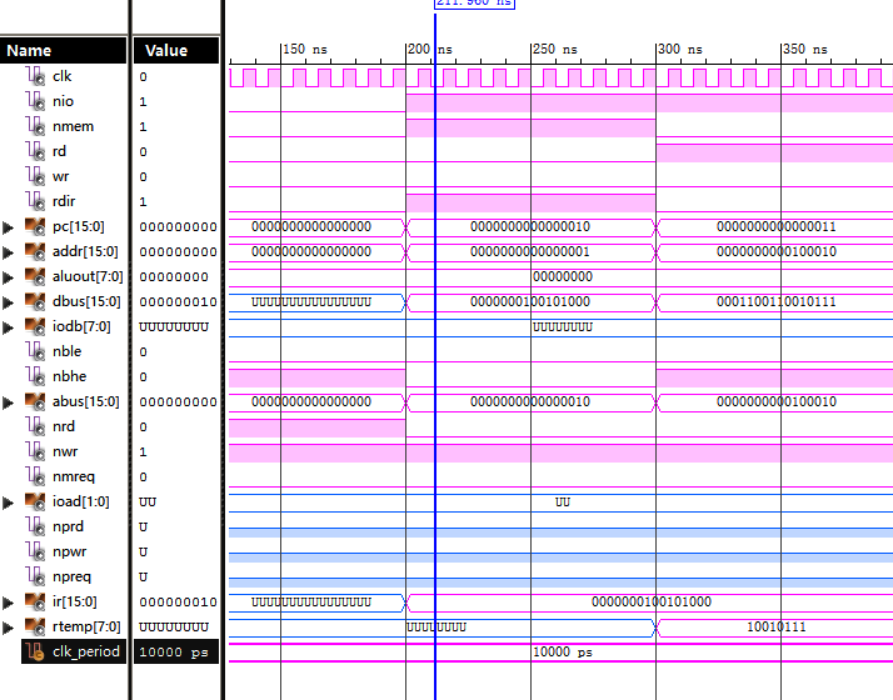 211.960 ns
Name Value 150 ns 200 ns 250 ns 300 ns 350 ns
clk 0
nio 1
nmem 1
rd 0
wr 0
rdir 1
pc[15:0] 000000000 0000000000000000 0000000000000010 0000000000000011
addr[15:0] 000000000 0000000000000000 0000000000000001 0000000000100010
aluout[7:0] 00000000 00000000
dbus[15:0] 000000010 UUUUUUUUUUUUUUUU 0000000100101000 0001100110010111
iodb[7:0] UUUUUUUU UUUUUUUU
nble 0
nbhe 0
abus[15:0] 000000000 0000000000000000 0000000000000010 0000000000100010
nrd 0
nwr 1
nmreq 0
ioad[1:0] UU UU
nprd U
npwr U
npreq U
ir[15:0] 000000010 UUUUUUUUUUUUUUUU 0000000100101000
rtemp[7:0] UUUUUUUU UUUUUUUU 10010111
clk_period 10000 ps 10000 ps